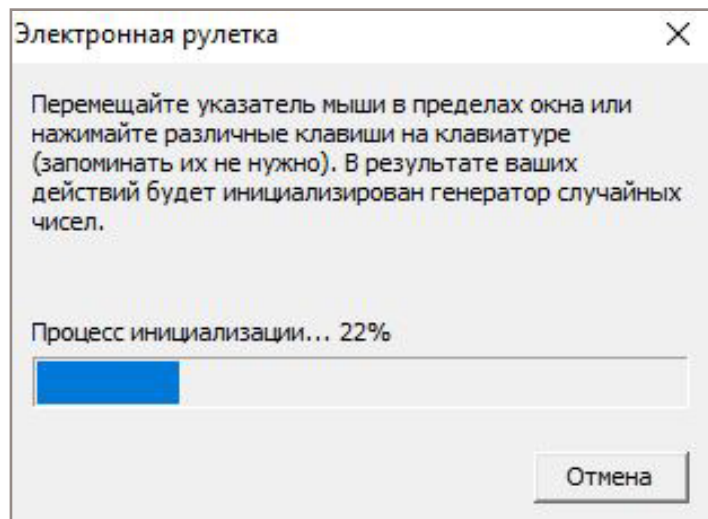 Электронная рулетка
Перемещайте указатель мыши в пределах окна или
нажимайте различные клавиши на клавиатуре
(запоминать их не нужно). В результате ваших
действий будет инициализирован генератор случайных
чисел.
Процесс инициализации... 22%
Отмена